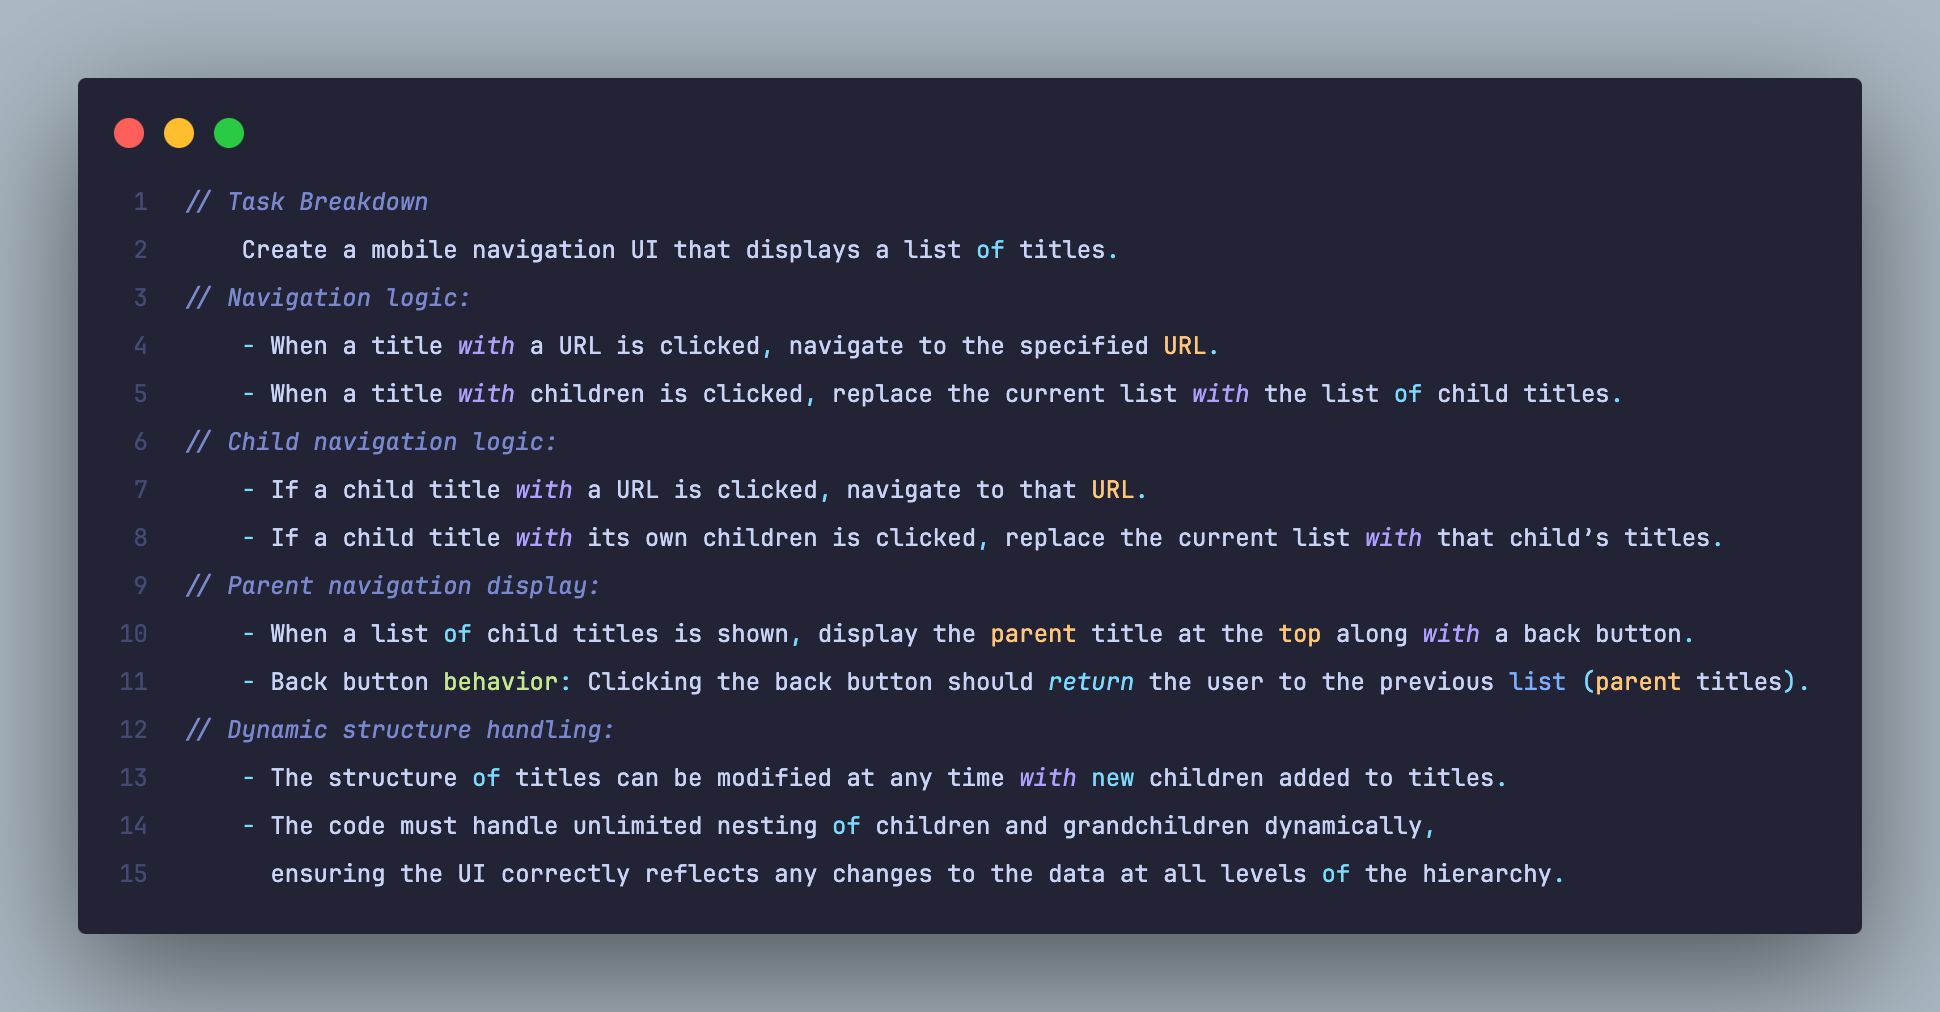 1 // Task Breakdown
2 Create a mobile navigation UI that displays a list of titles.
3 // Navigation logic:
4 - When a title with a URL is clicked, navigate to the specified URL.
5 - When a title with children is clicked, replace the current list with the list of child titles.
6 // Child navigation logic:
7 - If a child title with a URL is clicked, navigate to that URL.
8 - If a child title with its own children is clicked, replace the current list with that child’s titles.
9 // Parent navigation display:
10 - When a list of child titles is shown, display the parent title at the top along with a back button.
11 - Back button behavior: Clicking the back button should return the user to the previous list (parent titles).
12 // Dynamic structure handling:
13 - The structure of titles can be modified at any time with new children added to titles.
14 - The code must handle unlimited nesting of children and grandchildren dynamically,
15 ensuring the UI correctly reflects any changes to the data at all levels of the hierarchy.